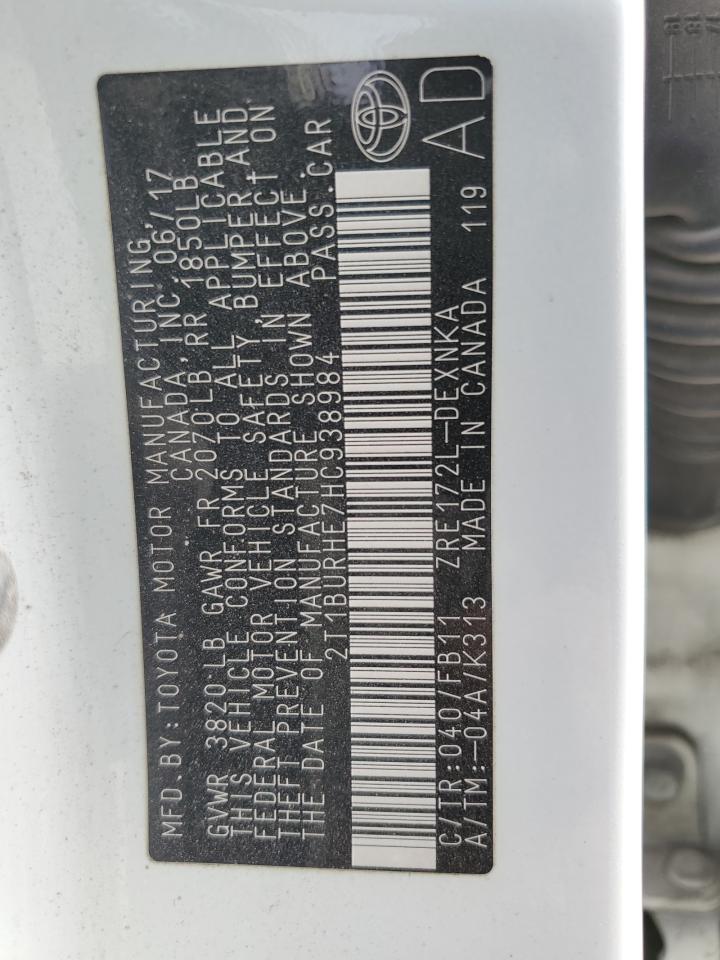 MFD.BY:TOYOTA MOTOR MANUFACTURING,
CANADA,INC.06/17
GVWR 3820 LB GAWR FR 2070LB,RR 1850LB
THIS VEHICLE CONFORMS TO ALL APPLICABLE
FEDERAL MOTOR VEHICLE SAFETY,BUMPER,AND
THEFT PREVENTION STANDARDS IN EFFECT ON
THE DATE OF MANUFACTURE SHOWN ABOVE.
2T1BURHE7HC938984 PASS.CAR
C/TR:040/FB11 ZRE172L-DEXNKA
A/TM:-04A/K313 MADE IN CANADA 119
AD